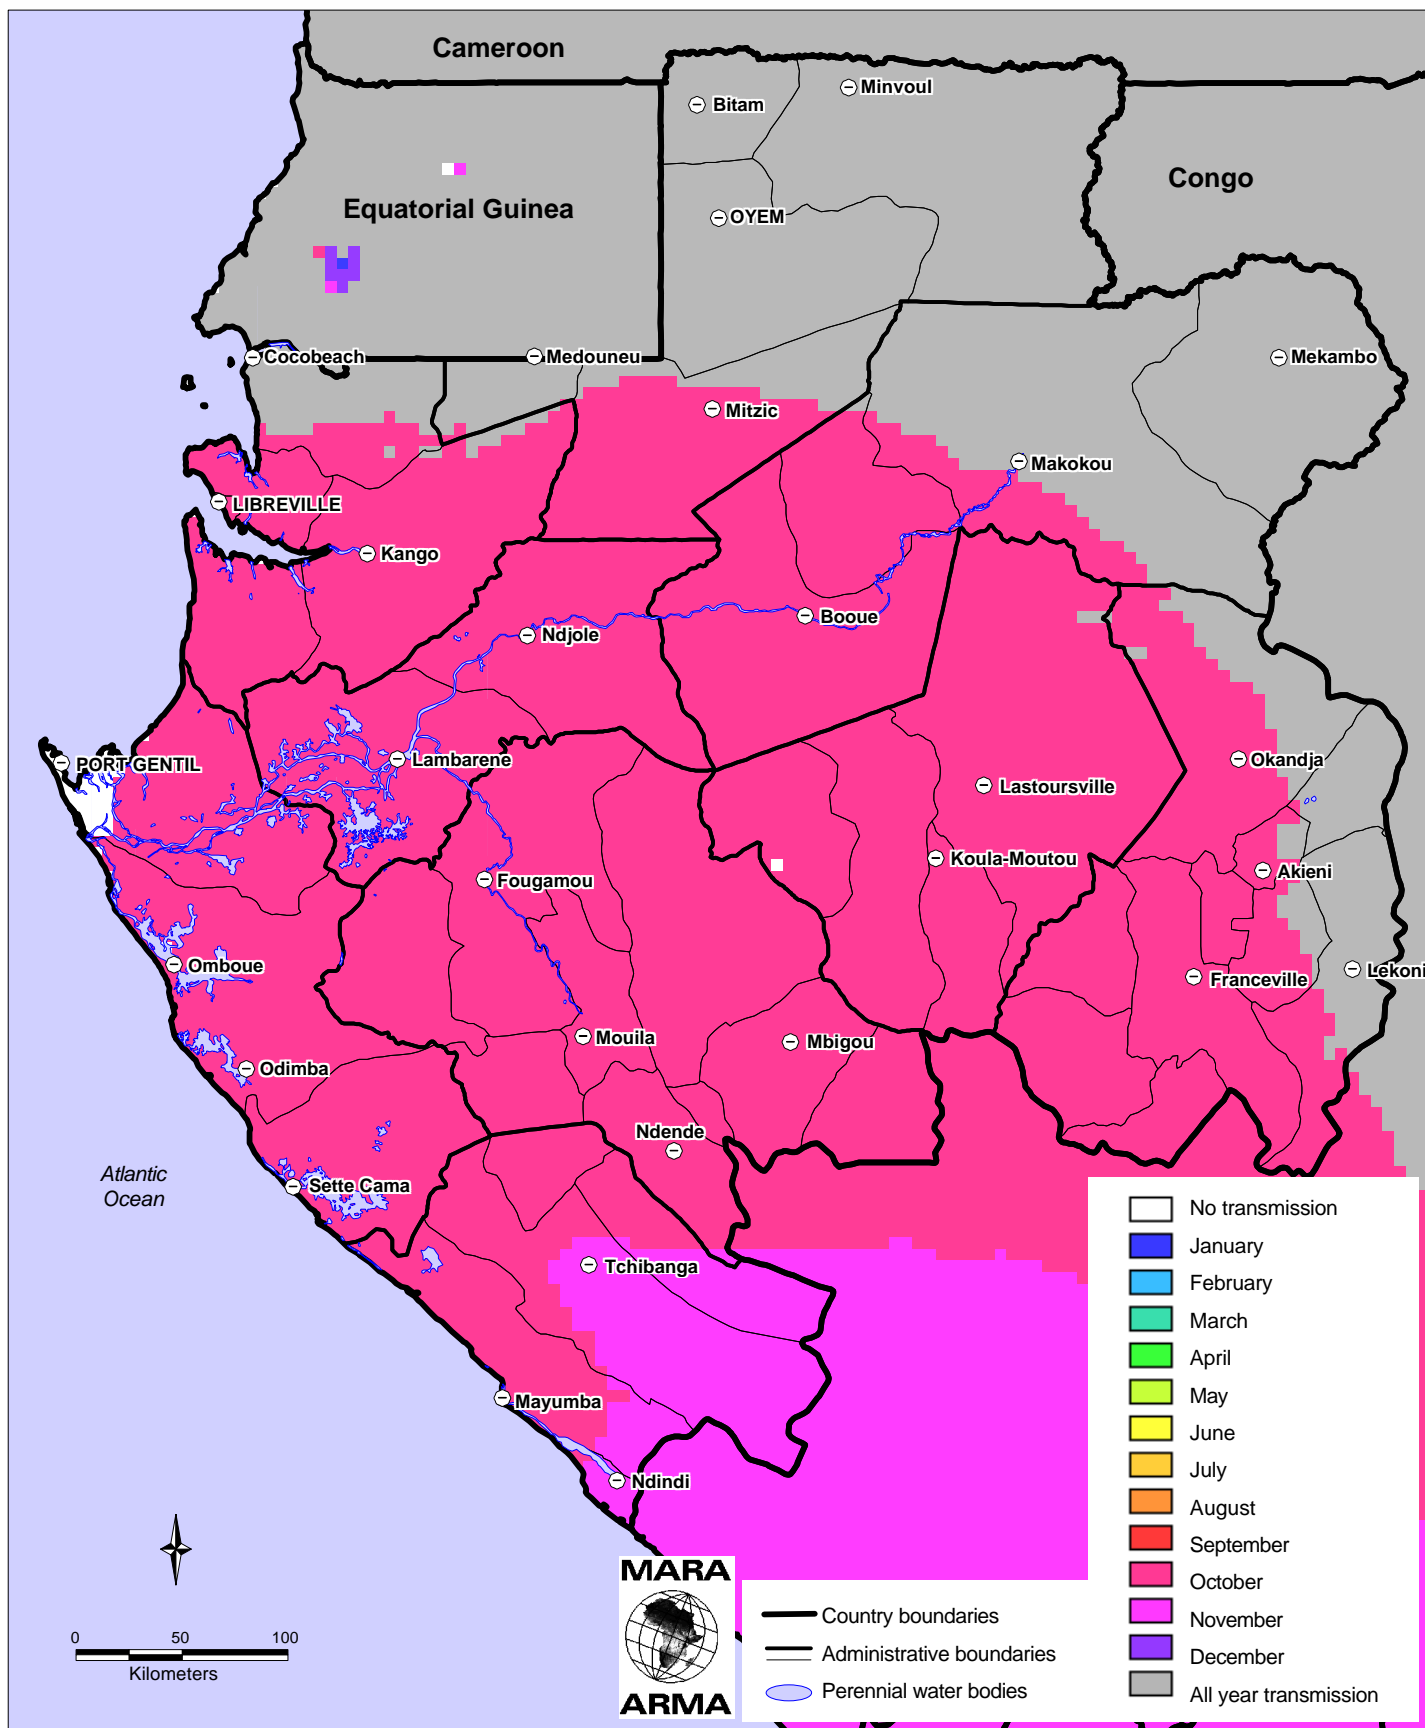 Cameroon
Minvoul
Bitam
Congo
Equatorial Guinea
OYEM
Cocobeach
Medouneu
Mekambo
Mitzic
Makokou
LIBREVILLE
Kango
Booue
Ndjole
PORT GENTIL
Lambarene
Okandja
Lastoursville
Koula-Moutou
Akieni
Fougamou
Omboue
Lekoni
Franceville
Mouila
Mbigou
Odimba
Ndende
Atlantic
Ocean
Sette Cama
Tchibanga
Mayumba
Ndindi
No transmission
January
February
March
April
May
June
July
August
September
October
November
December
All year transmission
MARA
ARMA
Country boundaries
Administrative boundaries
Perennial water bodies
0 50 100
Kilometers